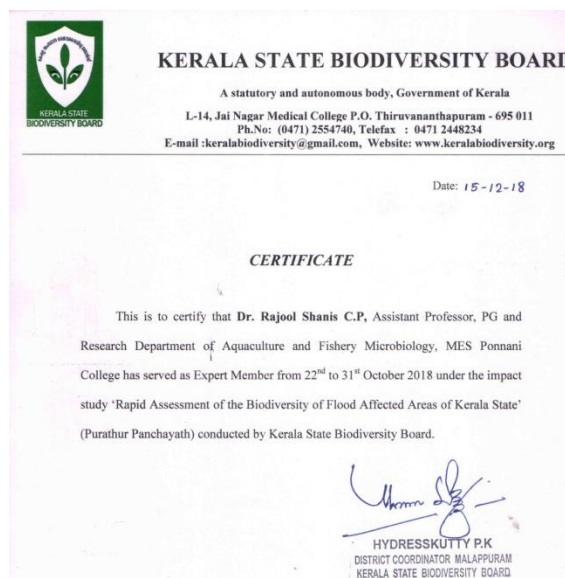 KERALA STATE BIODIVERSITY BOARD
KERALA STATE
BIODIVERSITY BOARD
A statutory and autonomous body, Government of Kerala
L-14, Jai Nagar Medical College P.O. Thiruvananthapuram - 695 011
Ph.No: (0471) 2554740, Telefax : 0471 2448234
E-mail :keralabiodiversity@gmail.com, Website: www.keralabiodiversity.org
Date: 15-12-18
CERTIFICATE
This is to certify that Dr. Rajool Shanis C.P, Assistant Professor, PG and
Research Department of Aquaculture and Fishery Microbiology, MES Ponnani
College has served as Expert Member from 22nd to 31st October 2018 under the impact
study ‘Rapid Assessment of the Biodiversity of Flood Affected Areas of Kerala State’
(Purathur Panchayath) conducted by Kerala State Biodiversity Board.
HYDRESSKUTTY P.K
DISTRICT COORDINATOR MALAPPURAM
KERALA STATE BIODIVERSITY BOARD